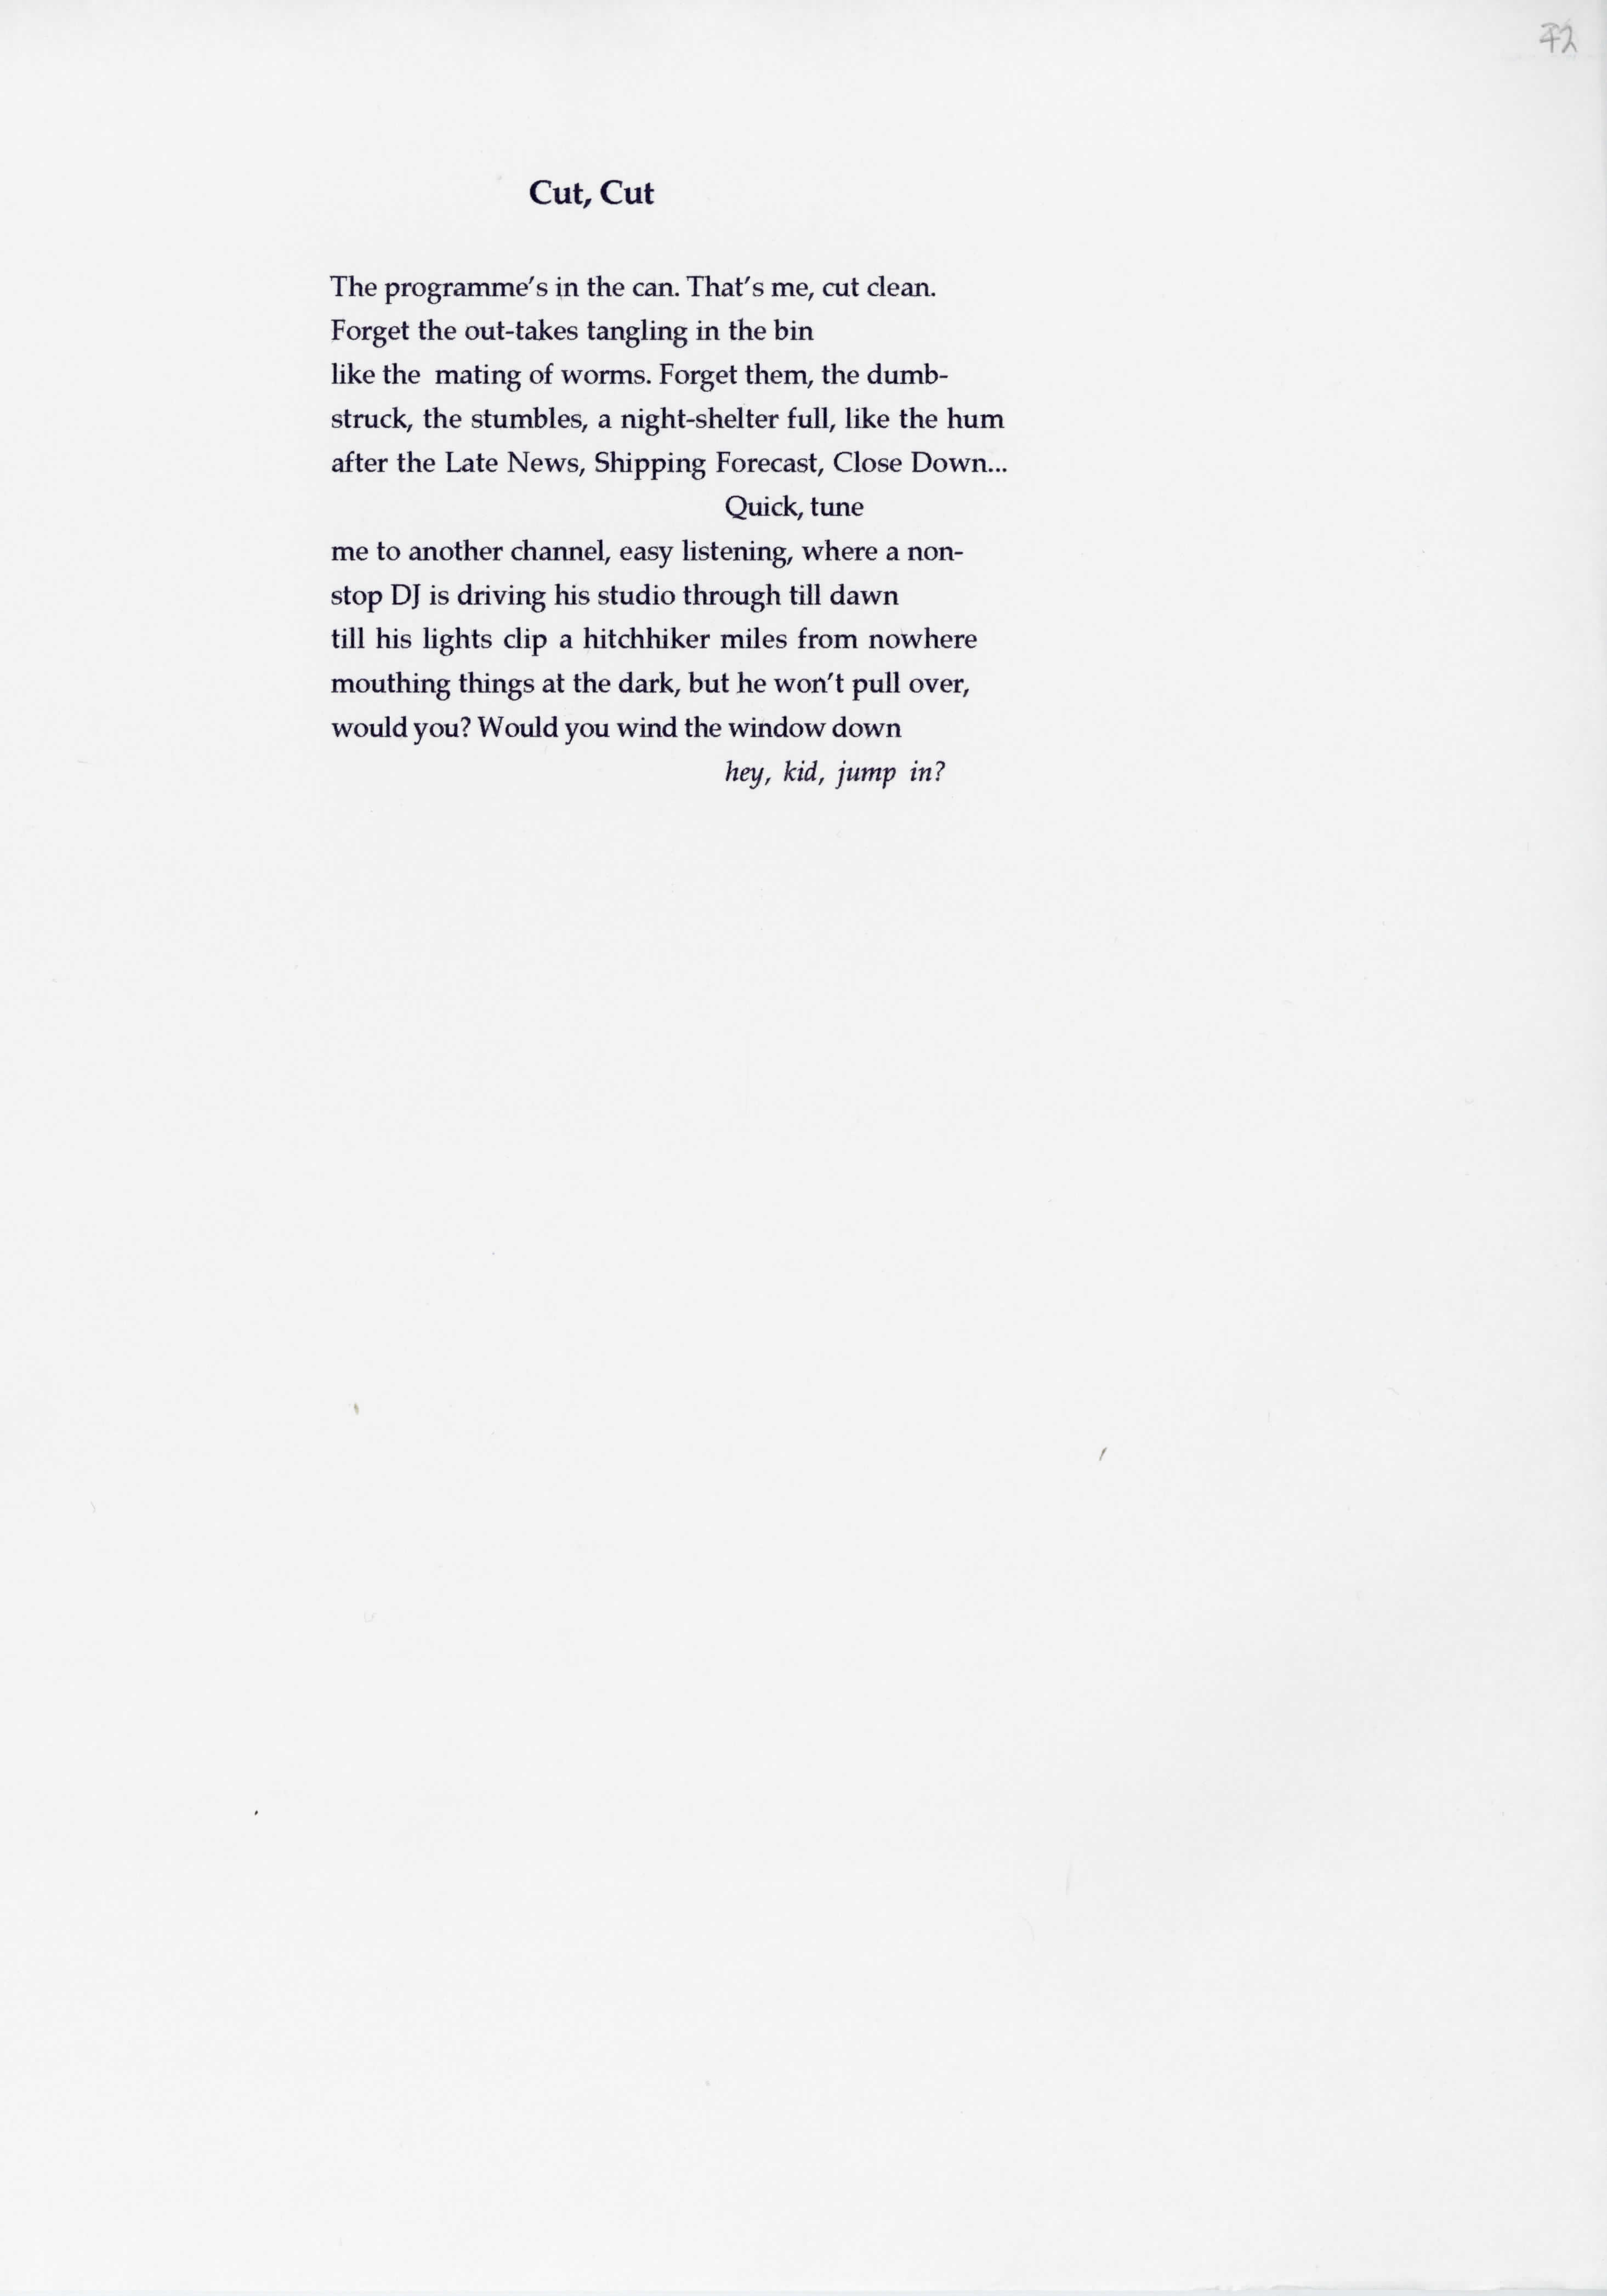 42
Cut, Cut
The programme's in the can. That's me, cut clean.
Forget the out-takes tangling in the bin
like the  mating of worms. Forget them, the dumb-
struck, the stumbles, a night-shelter full, like the hum
after the Late News, Shipping Forecast, Close Down...
Quick, tune
me to another channel, easy listening, where a non-
stop DJ is driving his studio through till dawn
till his lights clip a hitchhiker miles from nowhere
mouthing things at the dark, but he won't pull over,
would you? Would you wind the window down
hey, kid, jump in?